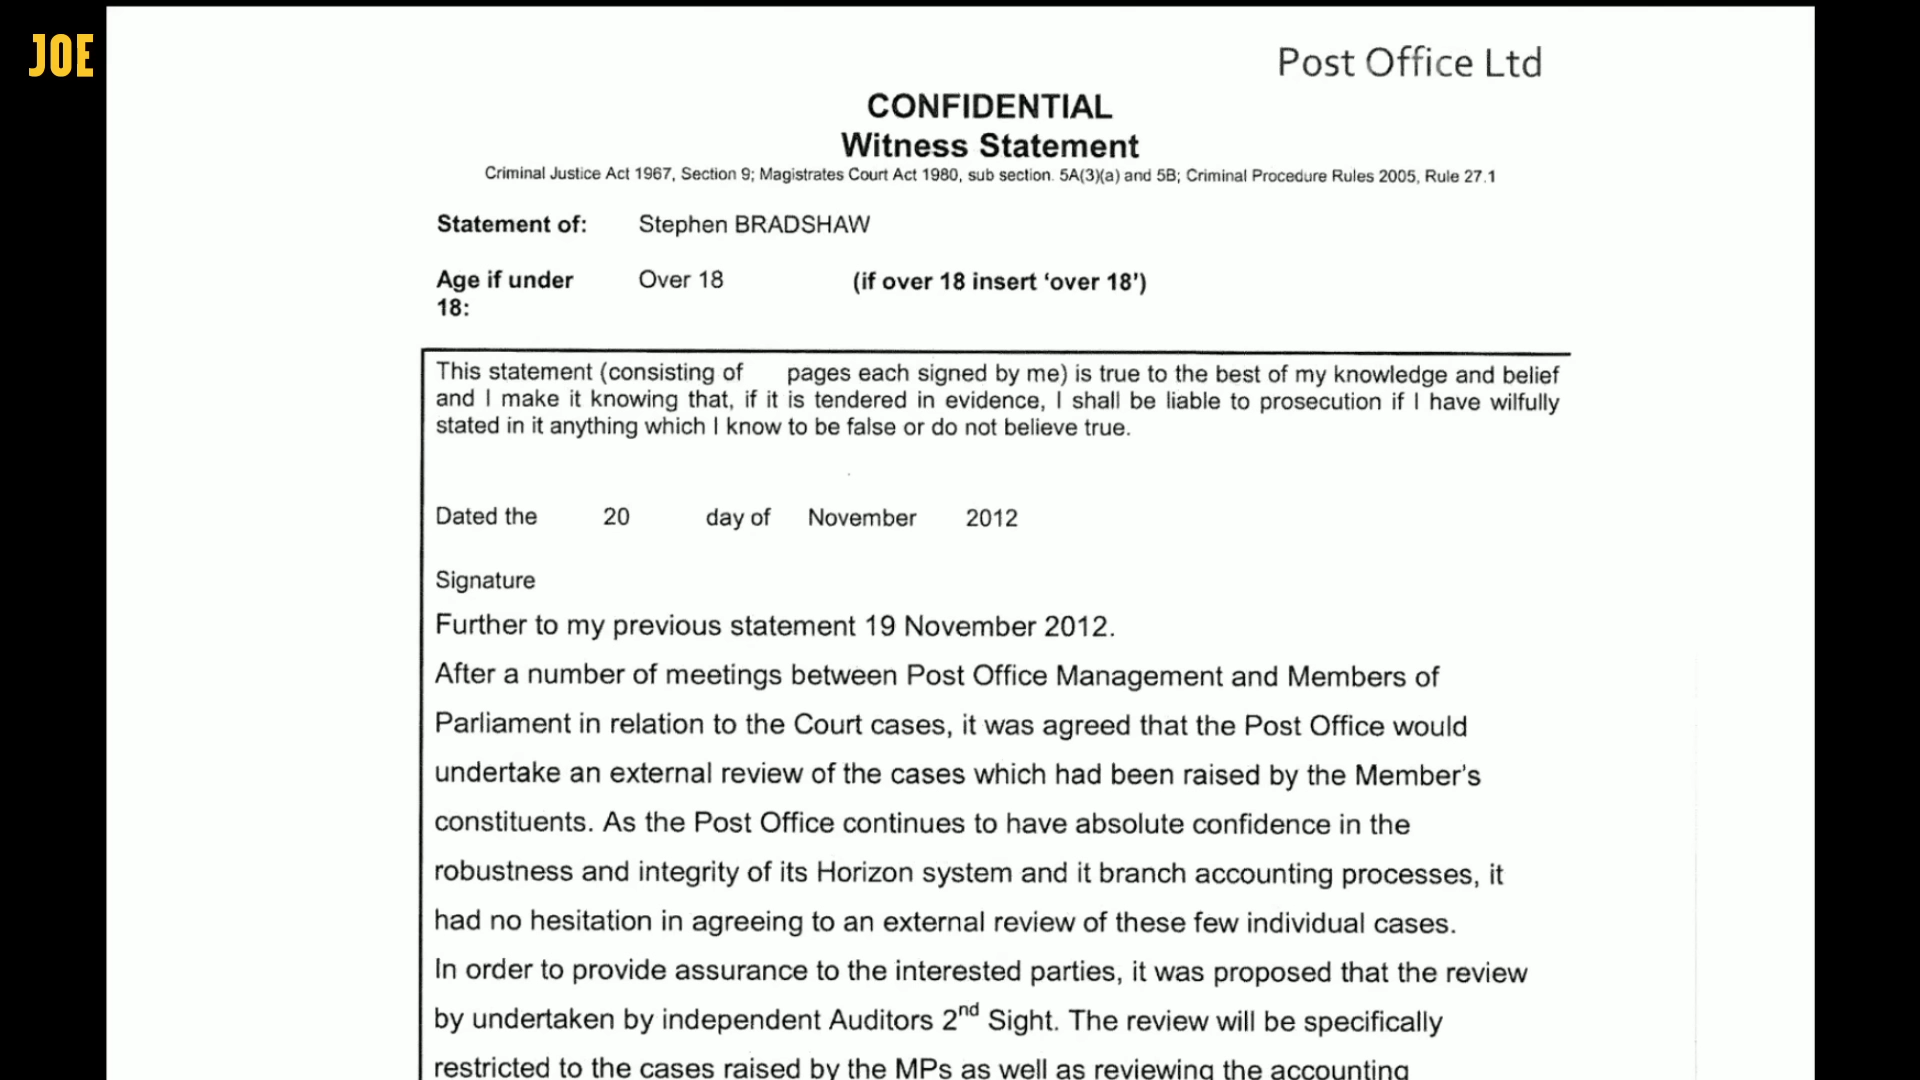 JOE
Post Office Ltd
CONFIDENTIAL
Witness Statement
Criminal Justice Act 1967, Section 9; Magistrates Court Act 1980, sub section. 5A(3)(a) and 5B; Criminal Procedure Rules 2005, Rule 27.1
Statement of: Stephen BRADSHAW
Age if under Over 18 (if over 18 insert ‘over 18’)
18:
This statement (consisting of pages each signed by me) is true to the best of my knowledge and belief
and I make it knowing that, if it is tendered in evidence, I shall be liable to prosecution if I have wilfully
stated in it anything which I know to be false or do not believe true.
Dated the 20 day of November 2012
Signature
Further to my previous statement 19 November 2012.
After a number of meetings between Post Office Management and Members of
Parliament in relation to the Court cases, it was agreed that the Post Office would
undertake an external review of the cases which had been raised by the Member’s
constituents. As the Post Office continues to have absolute confidence in the
robustness and integrity of its Horizon system and it branch accounting processes, it
had no hesitation in agreeing to an external review of these few individual cases.
In order to provide assurance to the interested parties, it was proposed that the review
by undertaken by independent Auditors 2nd Sight. The review will be specifically
restricted to the cases raised by the MPs as well as reviewing the accounting